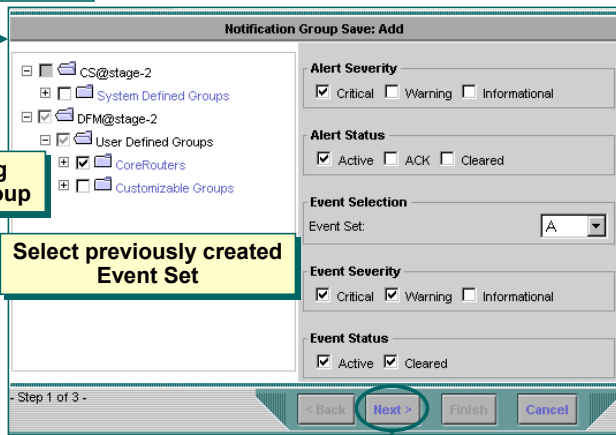 Notification Group Save: Add
CS@stage-2
System Defined Groups
DFM@stage-2
User Defined Groups
CoreRouters
Customizable Groups
oup
Select previously created
Event Set
Alert Severity
Critical Warning Informational
Alert Status
Active ACK Cleared
Event Selection
Event Set: A
Event Severity
Critical Warning Informational
Event Status
Active Cleared
- Step 1 of 3 -
< Back Next > Finish Cancel